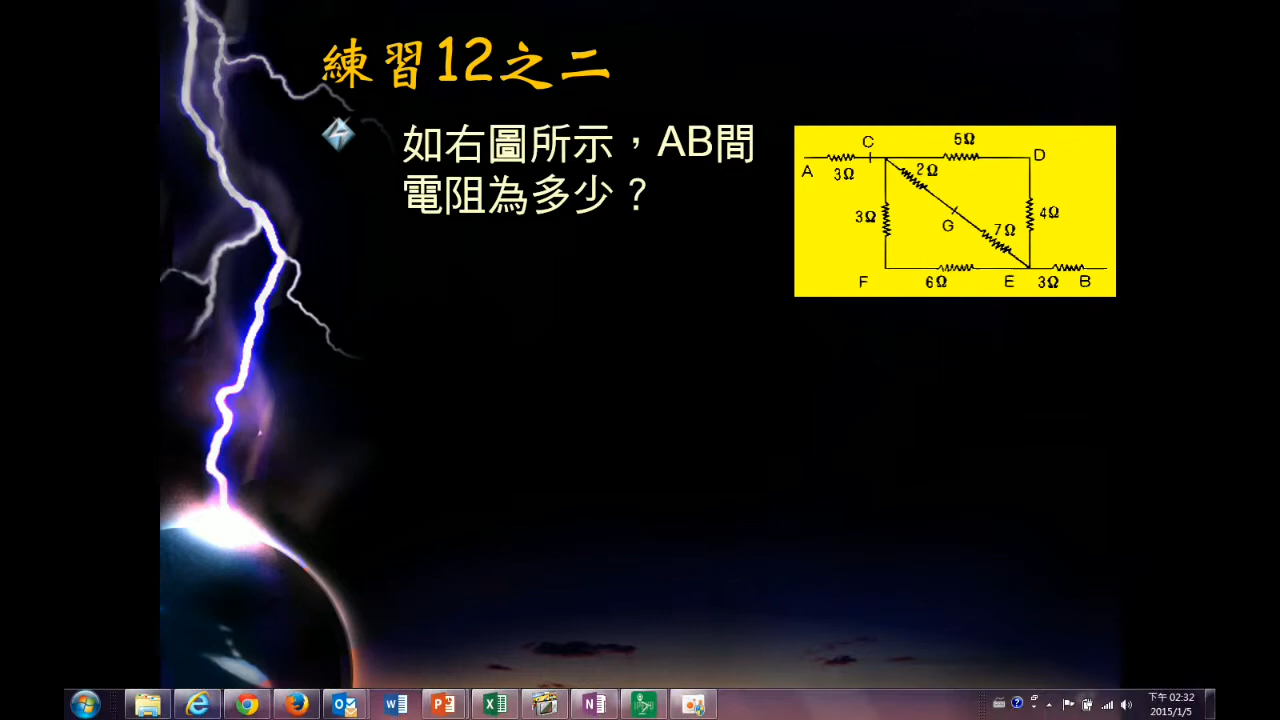 練習12之二
如右圖所示，AB間
電阻為多少？
C
5Ω
D
A
3Ω
2Ω
3Ω
G
7Ω
4Ω
F
6Ω
E
3Ω
B
下午 02:32
2015/1/5